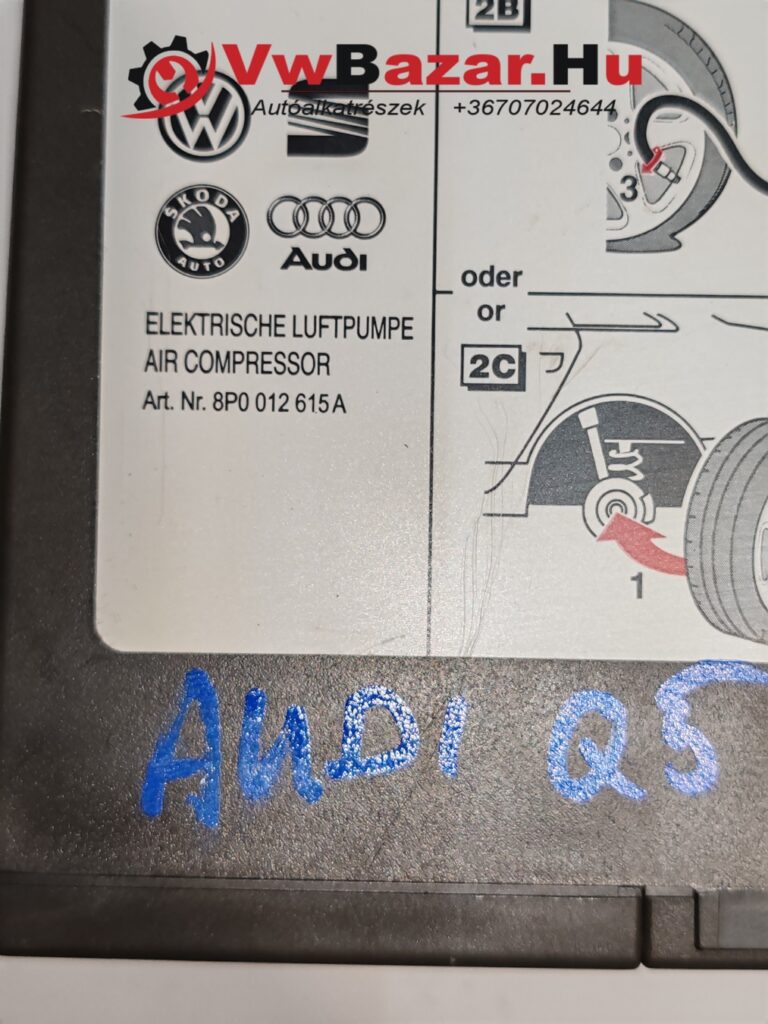 VwBazar.Hu
Autóalkatrészek +36707024644
2B
3
ŠKODA
AUTO
Audi
ELEKTRISCHE LUFTPUMPE
AIR COMPRESSOR
Art. Nr. 8P0 012 615 A
oder
or
2C
1
AUDI Q5